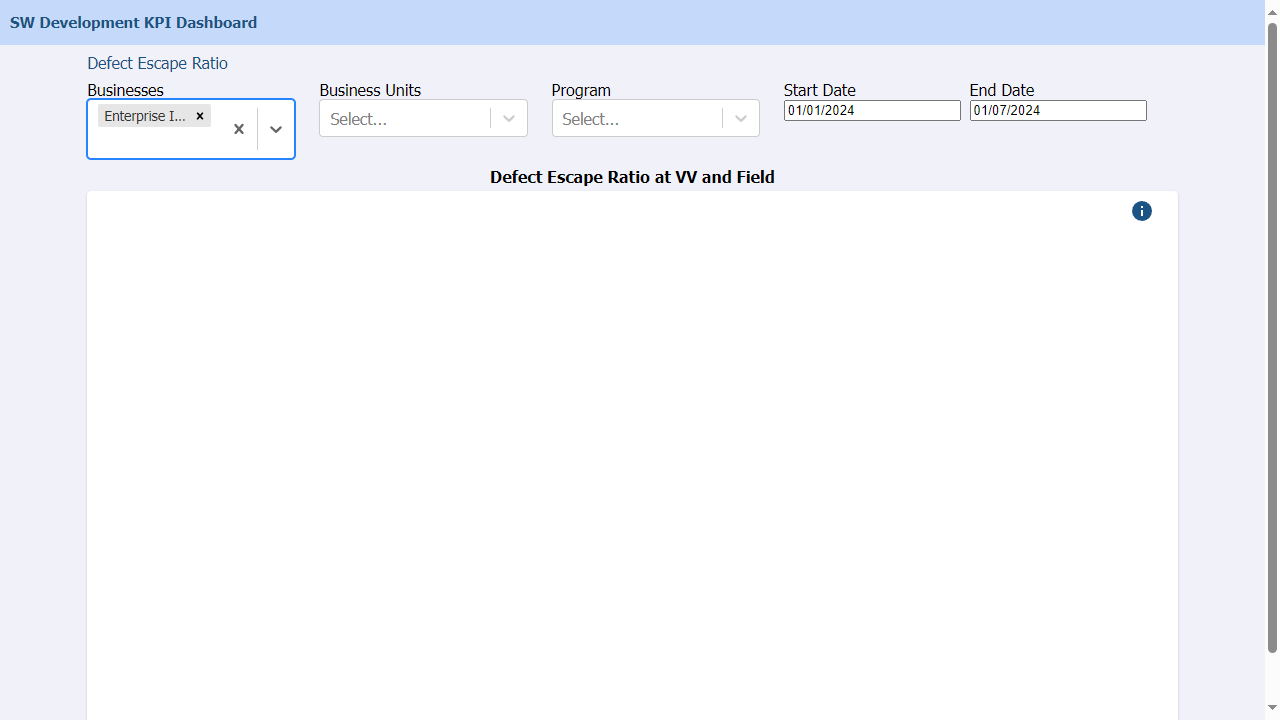 SW Development KPI Dashboard
Defect Escape Ratio
Businesses
Business Units
Program
Start Date
End Date
Enterprise I...
Select...
Select...
01/01/2024
01/07/2024
Defect Escape Ratio at VV and Field